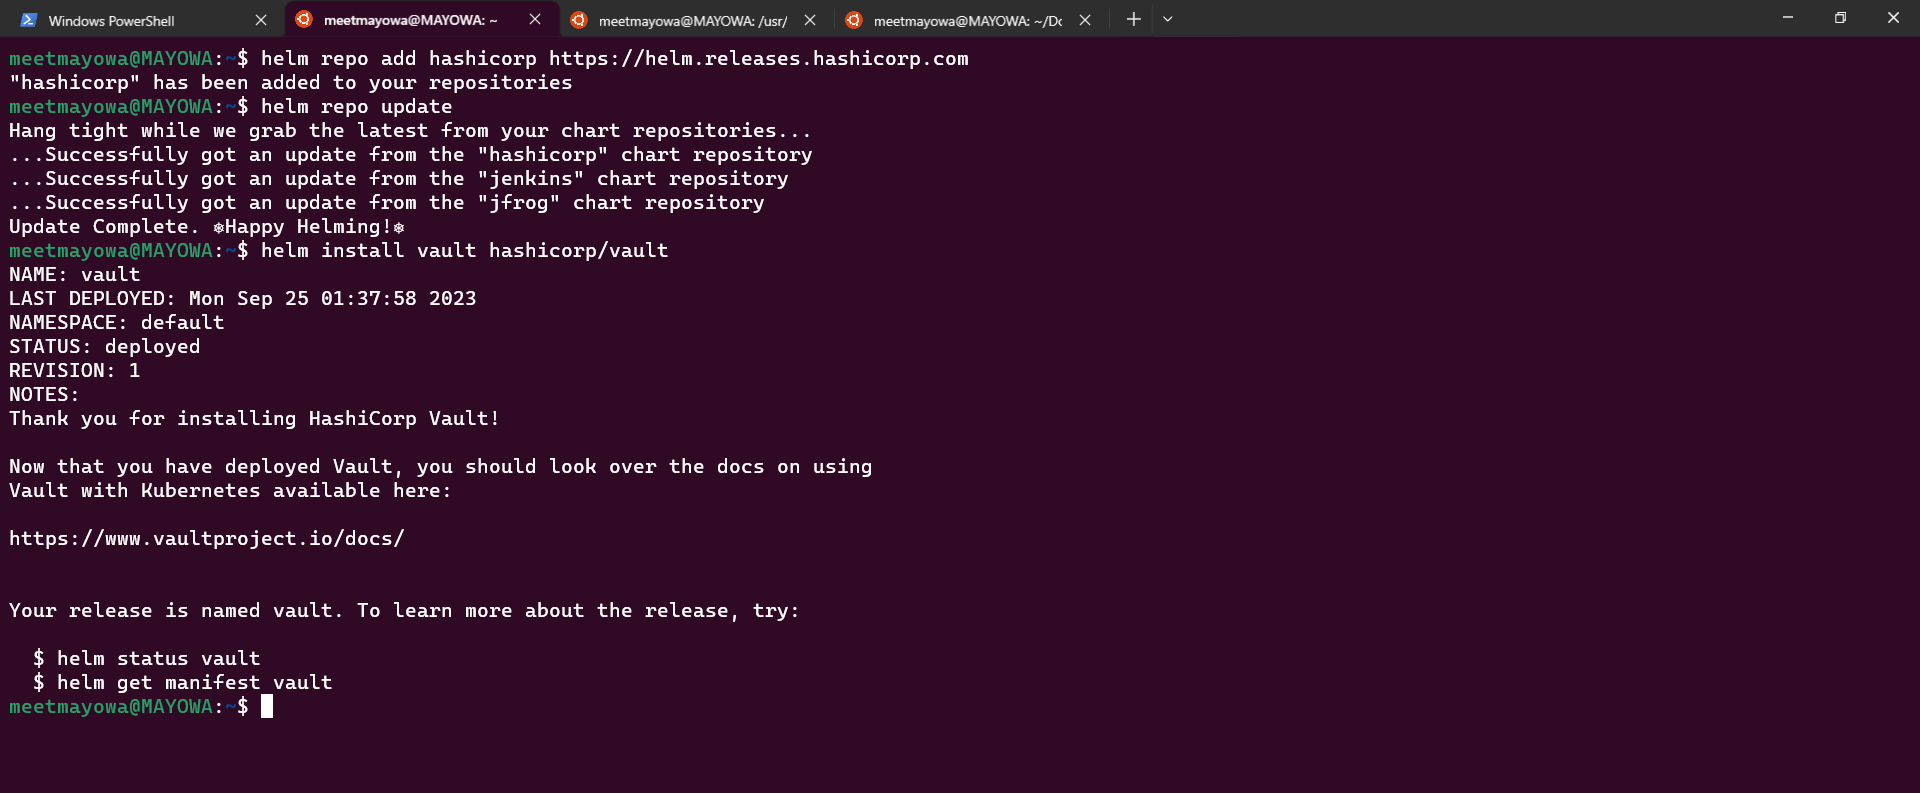 Windows PowerShell
meetmayowa@MAYOWA: ~
meetmayowa@MAYOWA: /usr/
meetmayowa@MAYOWA: ~/Do
meetmayowa@MAYOWA:~$ helm repo add hashicorp https://helm.releases.hashicorp.com
"hashicorp" has been added to your repositories
meetmayowa@MAYOWA:~$ helm repo update
Hang tight while we grab the latest from your chart repositories...
...Successfully got an update from the "hashicorp" chart repository
...Successfully got an update from the "jenkins" chart repository
...Successfully got an update from the "jfrog" chart repository
Update Complete. ⎈Happy Helming!⎈
meetmayowa@MAYOWA:~$ helm install vault hashicorp/vault
NAME: vault
LAST DEPLOYED: Mon Sep 25 01:37:58 2023
NAMESPACE: default
STATUS: deployed
REVISION: 1
NOTES:
Thank you for installing HashiCorp Vault!
Now that you have deployed Vault, you should look over the docs on using
Vault with Kubernetes available here:
https://www.vaultproject.io/docs/
Your release is named vault. To learn more about the release, try:
$ helm status vault
$ helm get manifest vault
meetmayowa@MAYOWA:~$